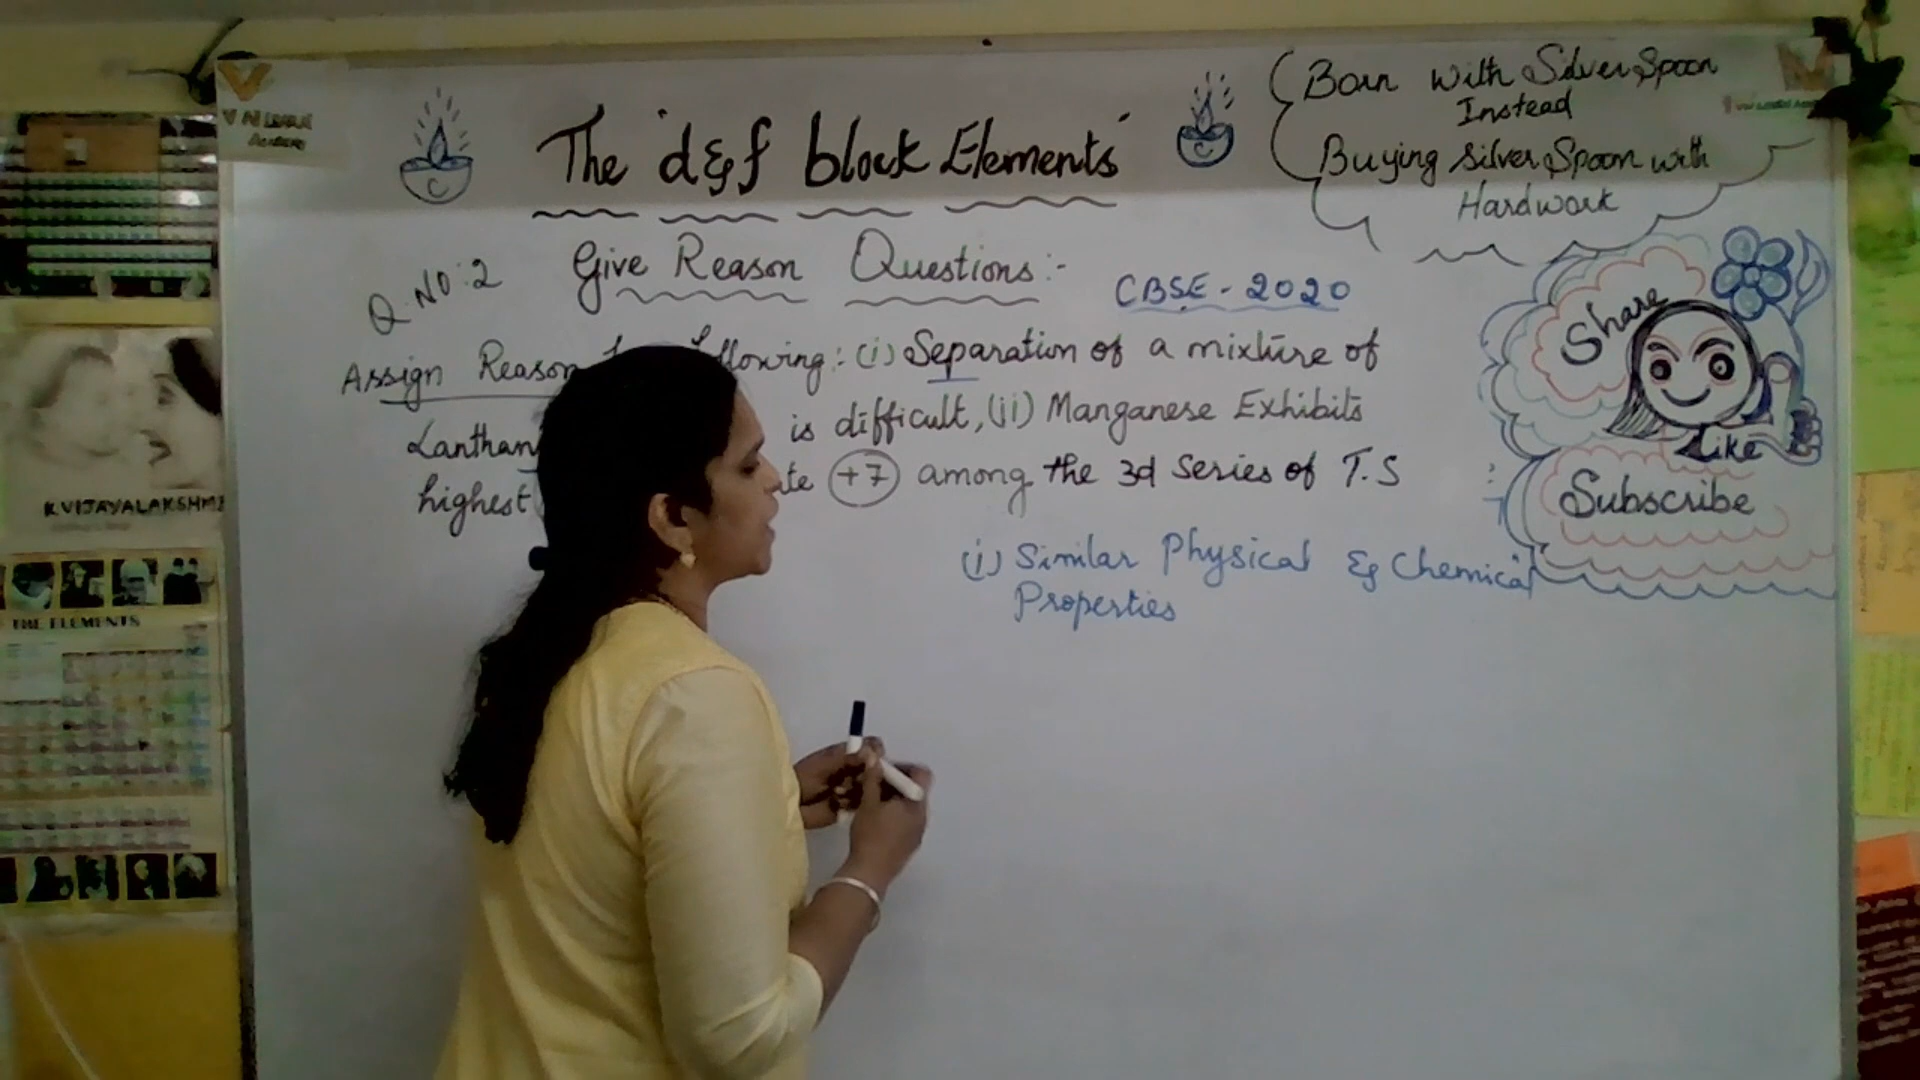 The 'd & f block Elements'
Born with Silver Spoon
Instead
Buying Silver Spoon with
Hardwork
Q.NO:2
Give Reason Questions:-
CBSE - 2020
Assign Reason following: (i) Separation of a mixture of
Lanthan is difficult, (ii) Manganese Exhibits
highest +7 among the 3d series of T.S
(i) Similar Physical & Chemical
Properties
Share
Like
Subscribe
K.VIJAYALAKSHMI
THE ELEMENTS
C
C